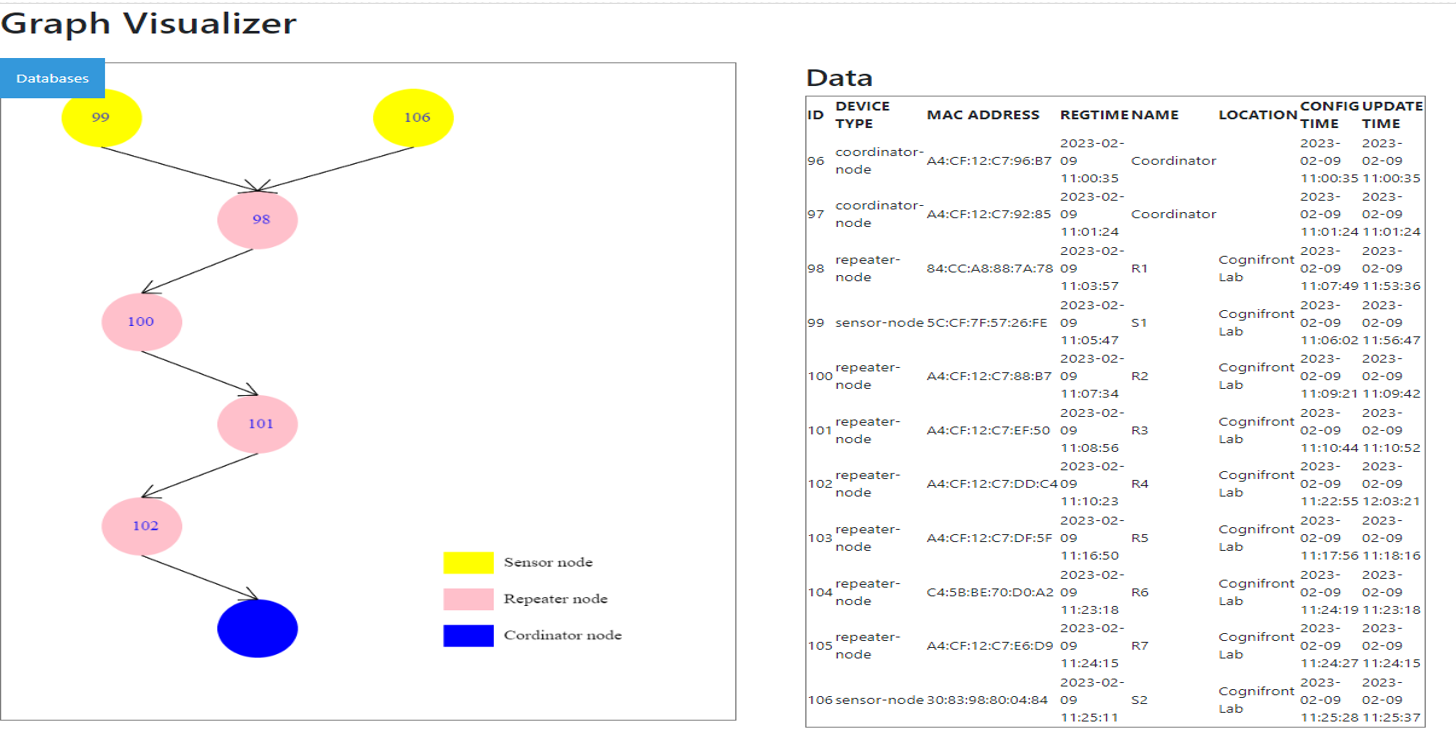 Graph Visualizer
Databases
99
106
98
100
101
102
Sensor node
Repeater node
Cordinator node
Data
ID DEVICE TYPE MAC ADDRESS REGTIME NAME LOCATION CONFIG TIME UPDATE TIME
96 coordinator-node A4:CF:12:C7:96:B7 2023-02-09 11:00:35 Coordinator 2023-02-09 11:00:35 2023-02-09 11:00:35
97 coordinator-node A4:CF:12:C7:92:85 2023-02-09 11:01:24 Coordinator 2023-02-09 11:01:24 2023-02-09 11:01:24
98 repeater-node 84:CC:A8:88:7A:78 2023-02-09 11:03:57 R1 Cognifront Lab 2023-02-09 11:07:49 2023-02-09 11:53:36
99 sensor-node 5C:CF:7F:57:26:FE 2023-02-09 11:05:47 S1 Cognifront Lab 2023-02-09 11:06:02 2023-02-09 11:56:47
100 repeater-node A4:CF:12:C7:88:B7 2023-02-09 11:07:34 R2 Cognifront Lab 2023-02-09 11:09:21 2023-02-09 11:09:42
101 repeater-node A4:CF:12:C7:EF:50 2023-02-09 11:08:56 R3 Cognifront Lab 2023-02-09 11:10:44 2023-02-09 11:10:52
102 repeater-node A4:CF:12:C7:DD:C4 2023-02-09 11:10:23 R4 Cognifront Lab 2023-02-09 11:22:55 2023-02-09 12:03:21
103 repeater-node A4:CF:12:C7:DF:5F 2023-02-09 11:16:50 R5 Cognifront Lab 2023-02-09 11:17:56 2023-02-09 11:18:16
104 repeater-node C4:5B:BE:70:D0:A2 2023-02-09 11:23:18 R6 Cognifront Lab 2023-02-09 11:24:19 2023-02-09 11:23:18
105 repeater-node A4:CF:12:C7:E6:D9 2023-02-09 11:24:15 R7 Cognifront Lab 2023-02-09 11:24:27 2023-02-09 11:24:15
106 sensor-node 30:83:98:80:04:84 2023-02-09 11:25:11 S2 Cognifront Lab 2023-02-09 11:25:28 2023-02-09 11:25:37